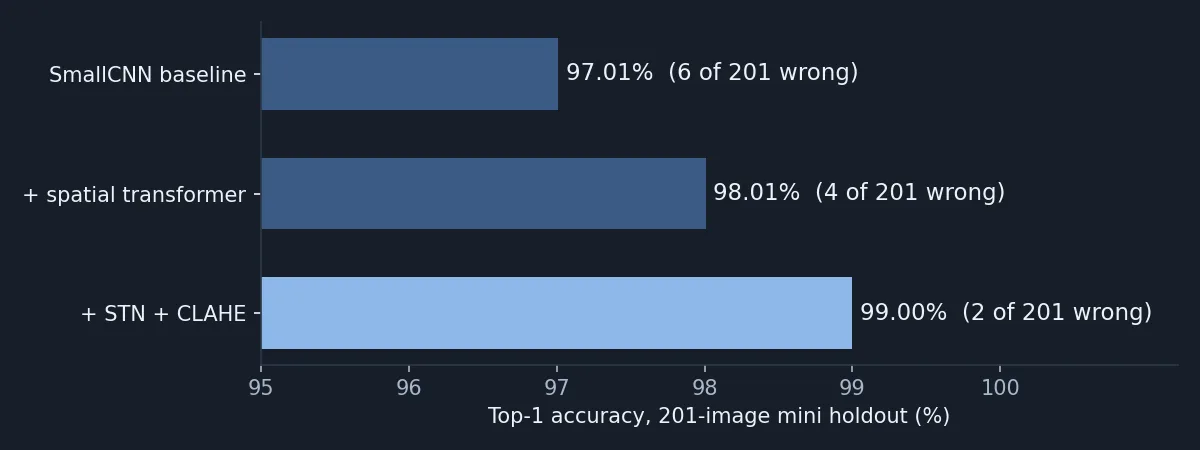 SmallCNN baseline
97.01%  (6 of 201 wrong)
+ spatial transformer
98.01%  (4 of 201 wrong)
+ STN + CLAHE
99.00%  (2 of 201 wrong)
95 96 97 98 99 100
Top-1 accuracy, 201-image mini holdout (%)